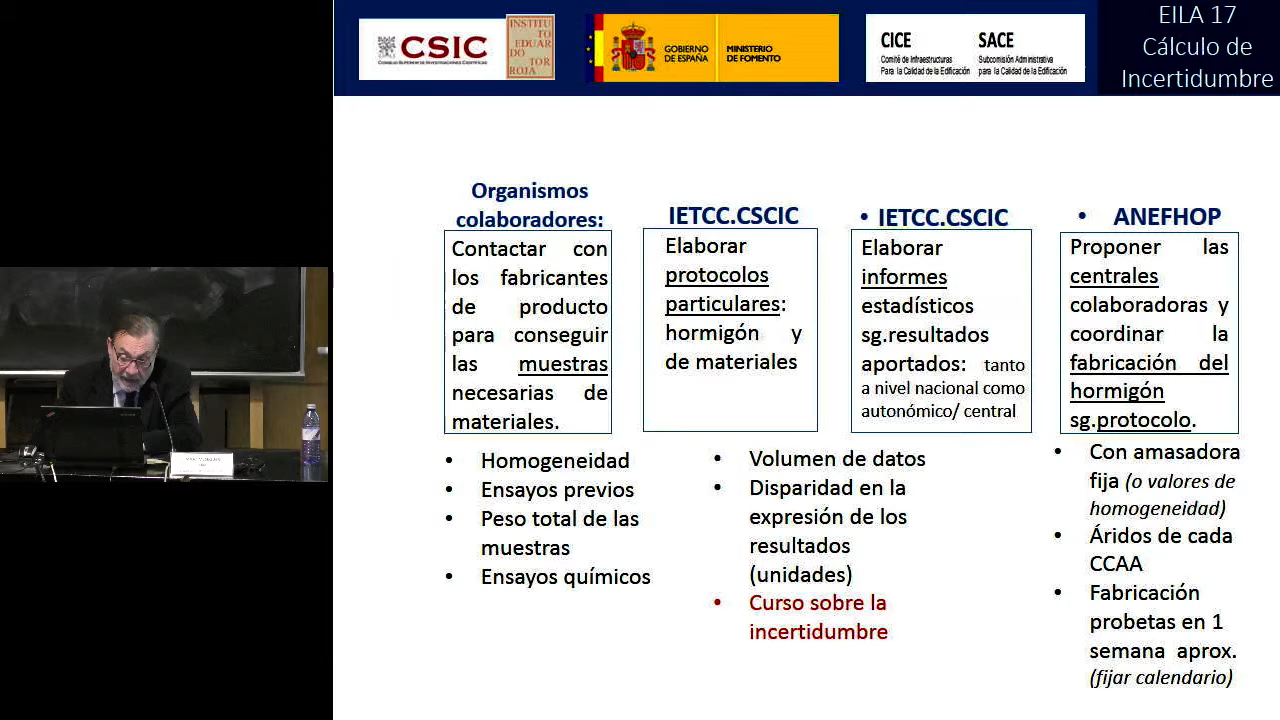 CSIC
CONSEJO SUPERIOR DE INVESTIGACIONES CIENTÍFICAS
INSTITU
TO
EDUAR
DO TOR
ROJA
GOBIERNO
DE ESPAÑA
MINISTERIO
DE FOMENTO
CICE
Comité de Infraestructuras
Para la Calidad de la Edificación
SACE
Subcomisión Administrativa
para la Calidad de la Edificación
EILA 17
Cálculo de
Incertidumbre
Organismos
colaboradores:
Contactar con
los fabricantes
de producto
para conseguir
las muestras
necesarias de
materiales.
• Homogeneidad
• Ensayos previos
• Peso total de las
muestras
• Ensayos químicos
IETCC.CSCIC
Elaborar
protocolos
particulares:
hormigón y
de materiales
• IETCC.CSCIC
Elaborar
informes
estadísticos
sg.resultados
aportados: tanto
a nivel nacional como
autonómico/ central
• Volumen de datos
• Disparidad en la
expresión de los
resultados
(unidades)
• Curso sobre la
incertidumbre
• ANEFHOP
Proponer las
centrales
colaboradoras y
coordinar la
fabricación del
hormigón
sg.protocolo.
• Con amasadora
fija (o valores de
homogeneidad)
• Áridos de cada
CCAA
• Fabricación
probetas en 1
semana aprox.
(fijar calendario)